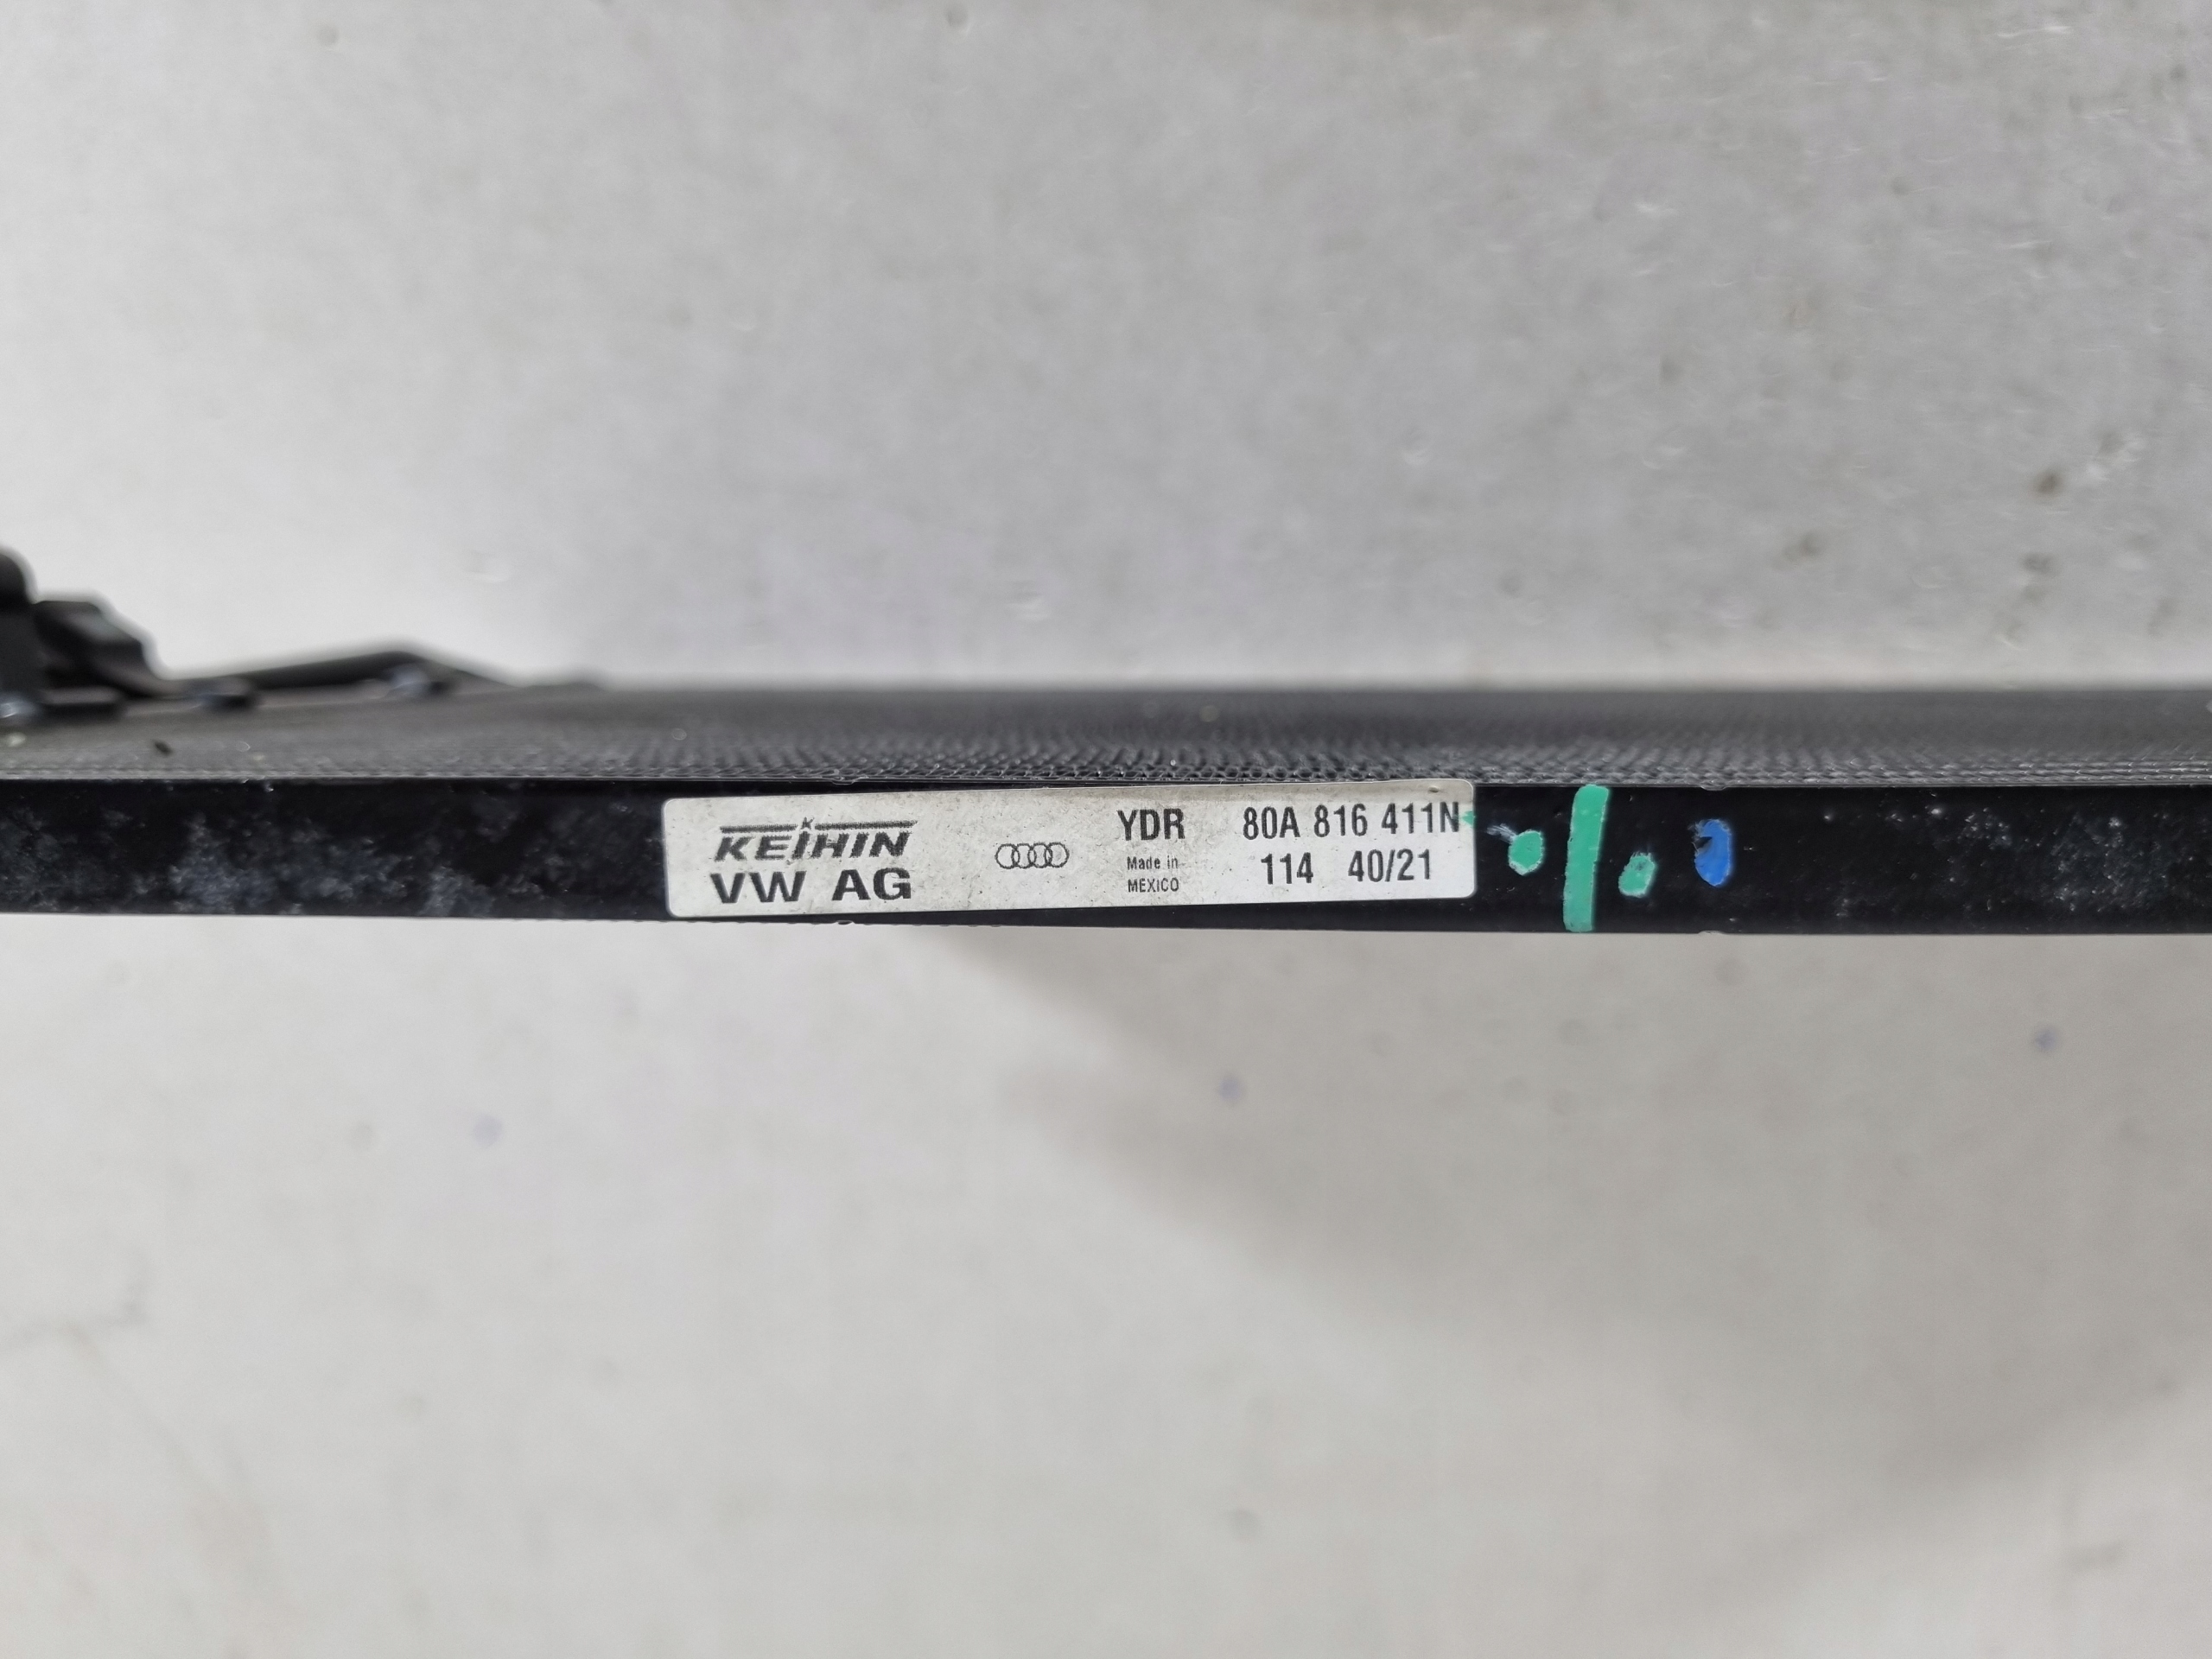 KEIHIN
VW AG
YDR 80A 816 411N
Made in
MEXICO
114 40/21